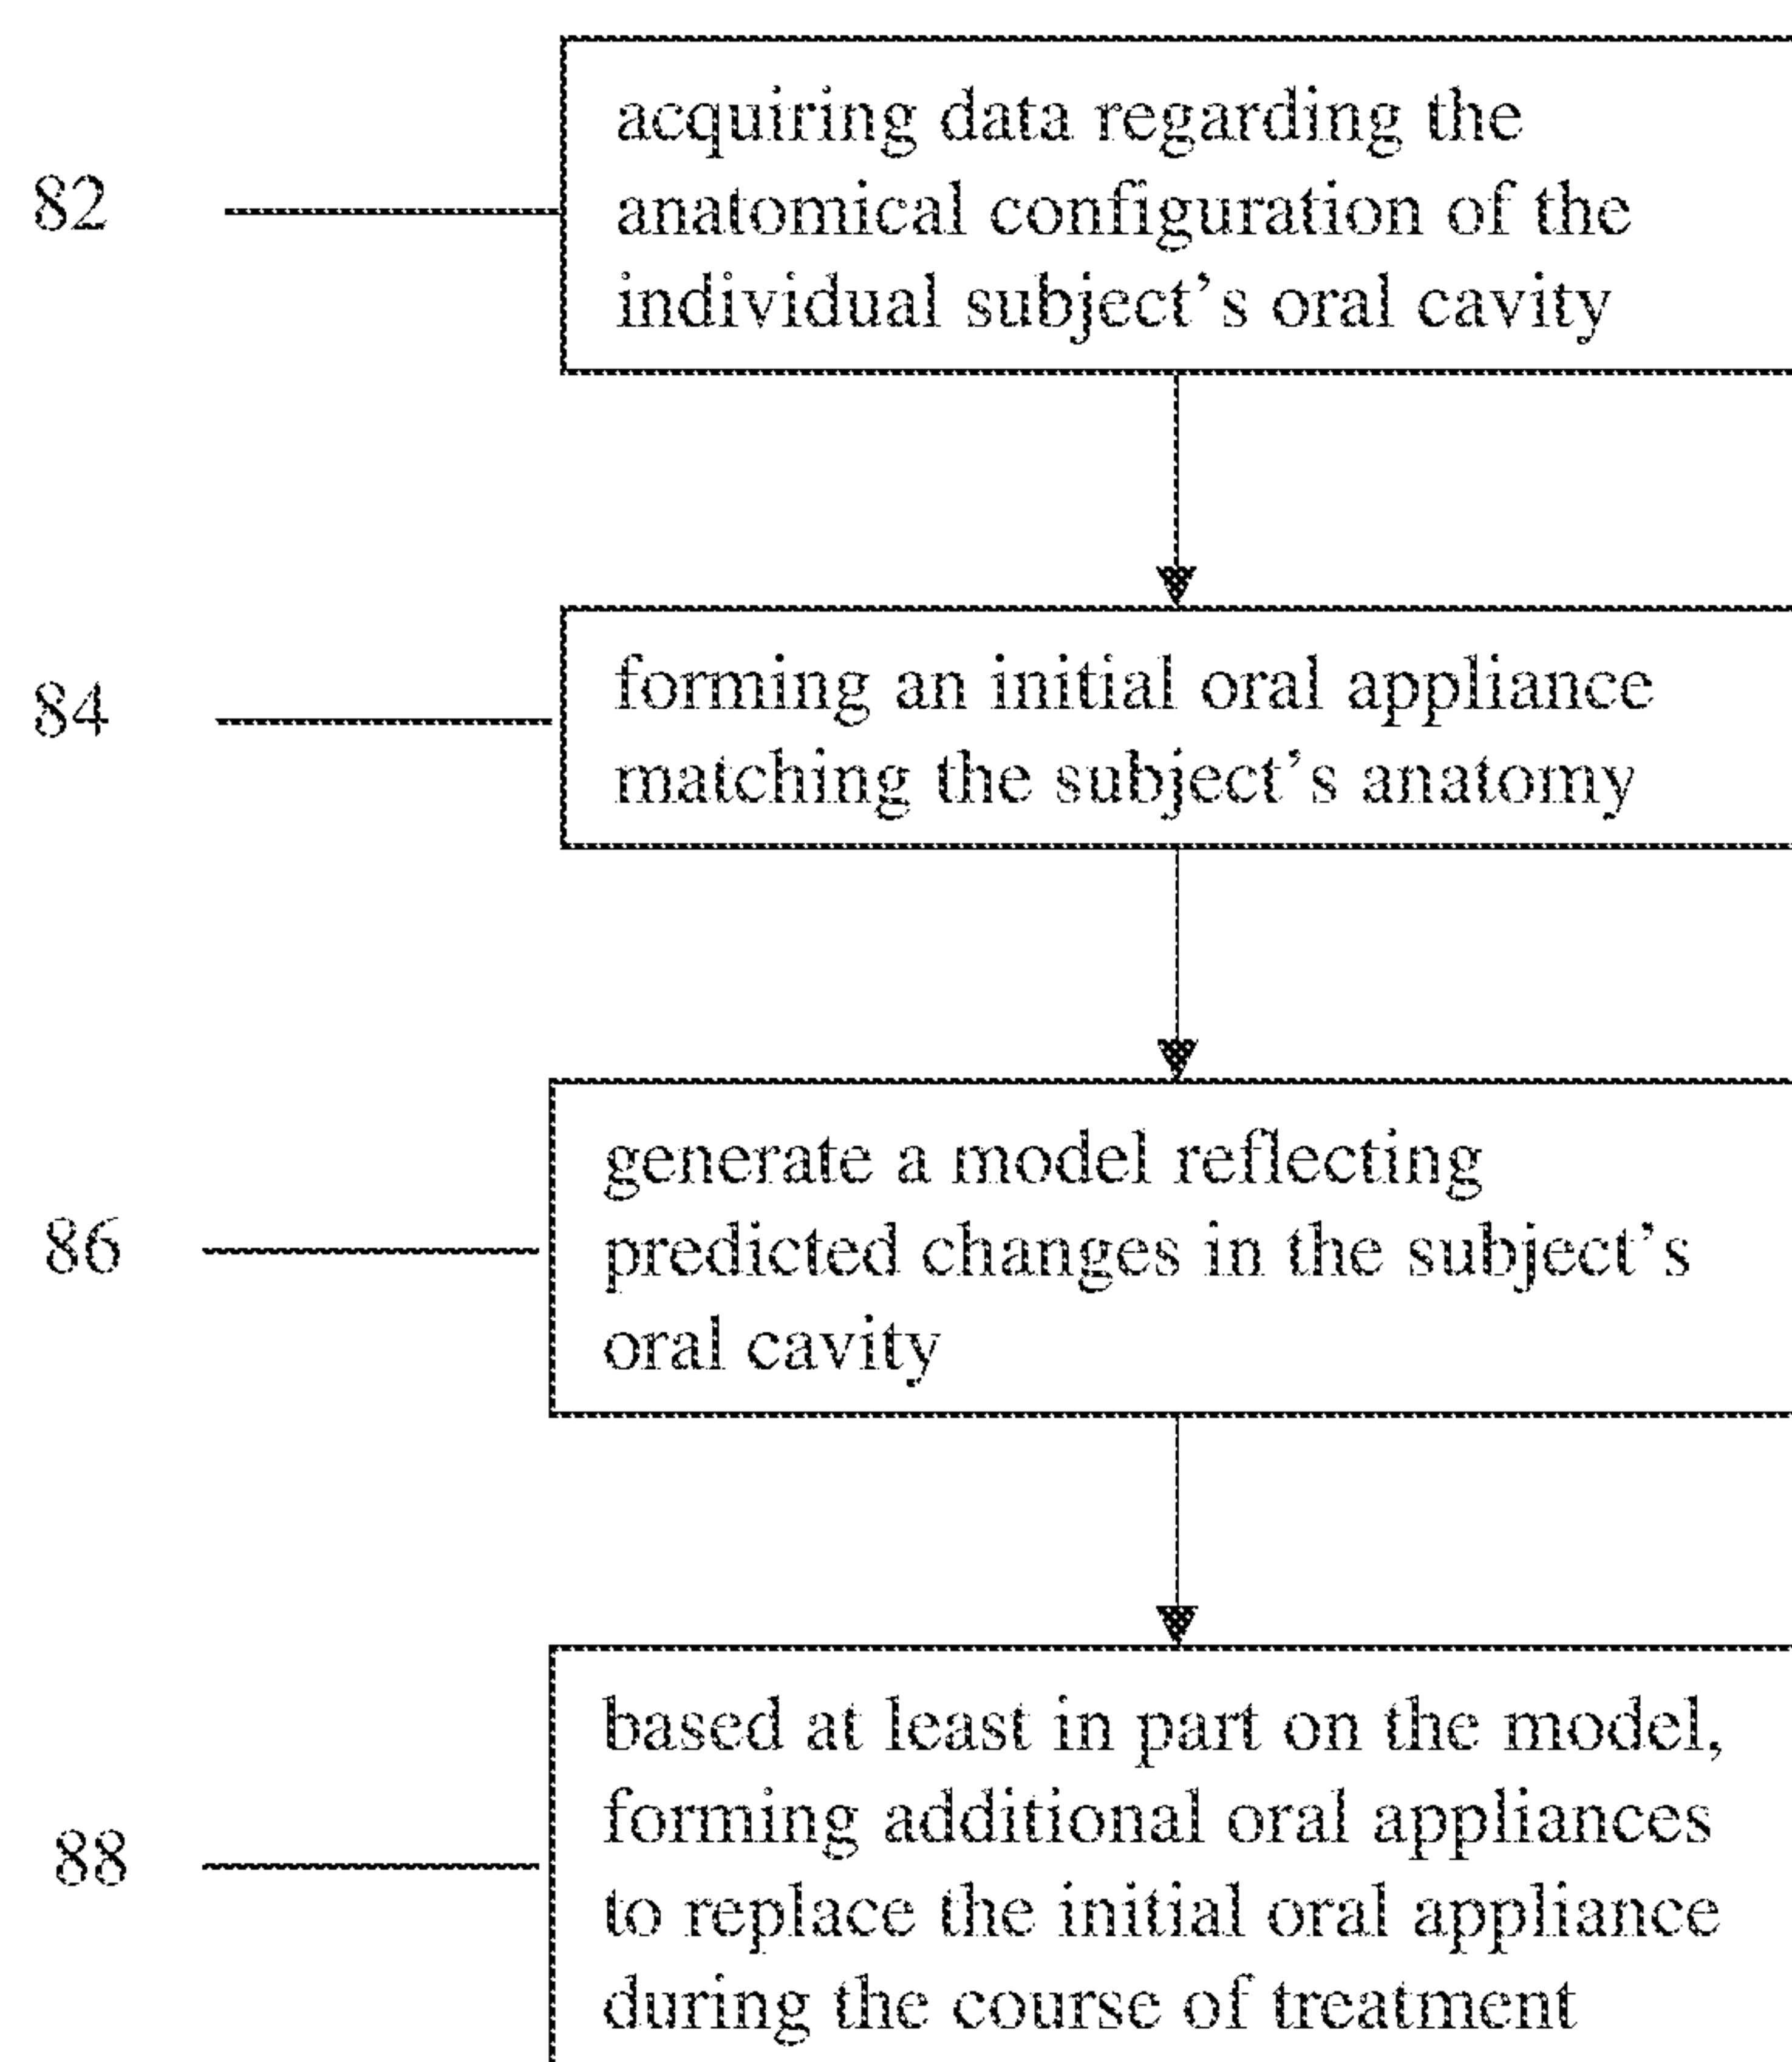 82
acquiring data regarding the
anatomical configuration of the
individual subject's oral cavity
84
forming an initial oral appliance
matching the subject's anatomy
86
generate a model reflecting
predicted changes in the subject's
oral cavity
88
based at least in part on the model,
forming additional oral appliances
to replace the initial oral appliance
during the course of treatment